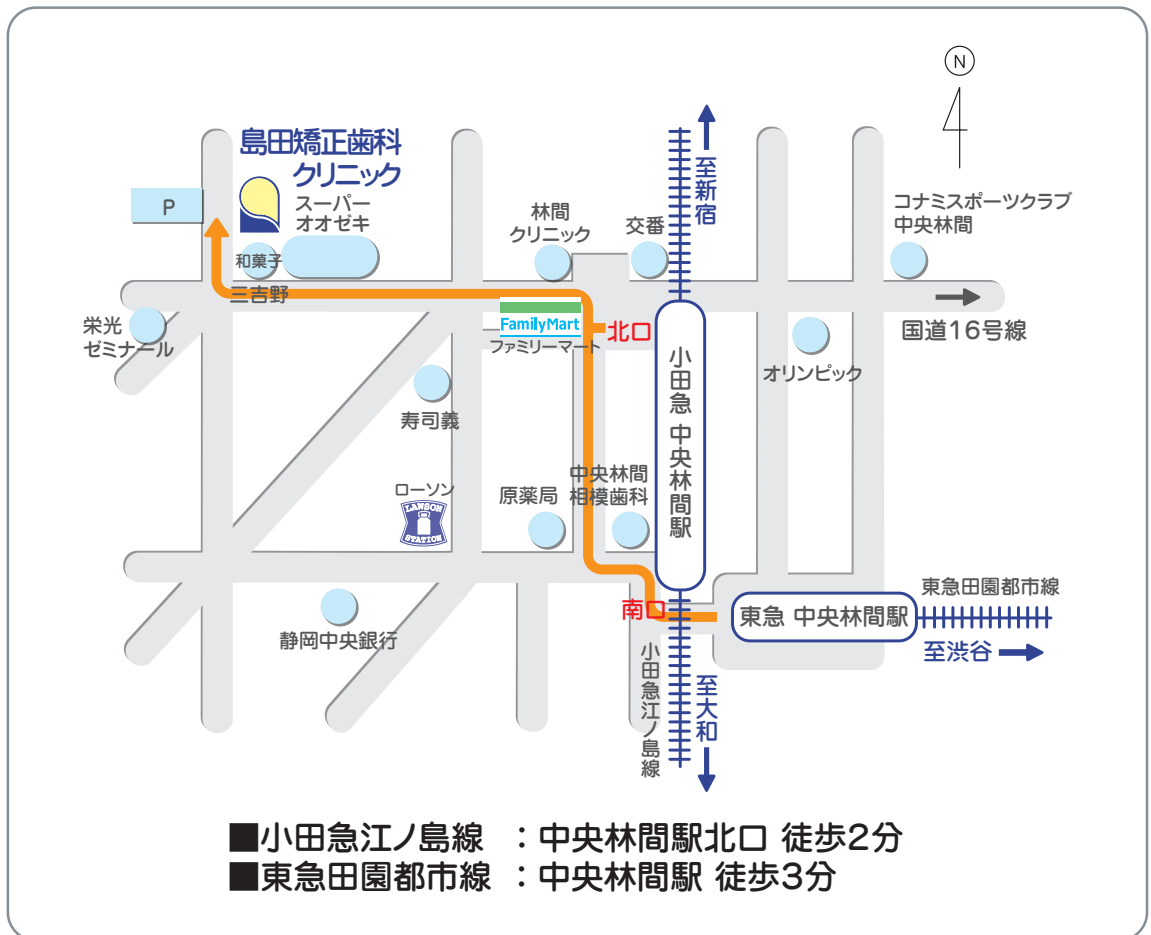 N
島田矯正歯科
クリニック
P
スーパー
オオゼキ
和菓子
三吉野
林間
クリニック
交番
至新宿
コナミスポーツクラブ
中央林間
栄光
ゼミナール
FamilyMart
ファミリーマート
北口
国道16号線
小田急 中央林間駅
オリンピック
寿司義
ローソン
LAWSON
STATION
原薬局
中央林間
相模歯科
静岡中央銀行
南口
東急 中央林間駅
東急田園都市線
至渋谷
小田急江ノ島線
至大和
■小田急江ノ島線 ：中央林間駅北口 徒歩2分
■東急田園都市線 ：中央林間駅 徒歩3分